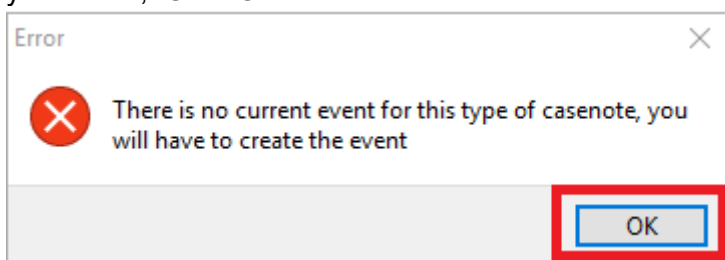 Error
There is no current event for this type of casenote, you
will have to create the event
OK